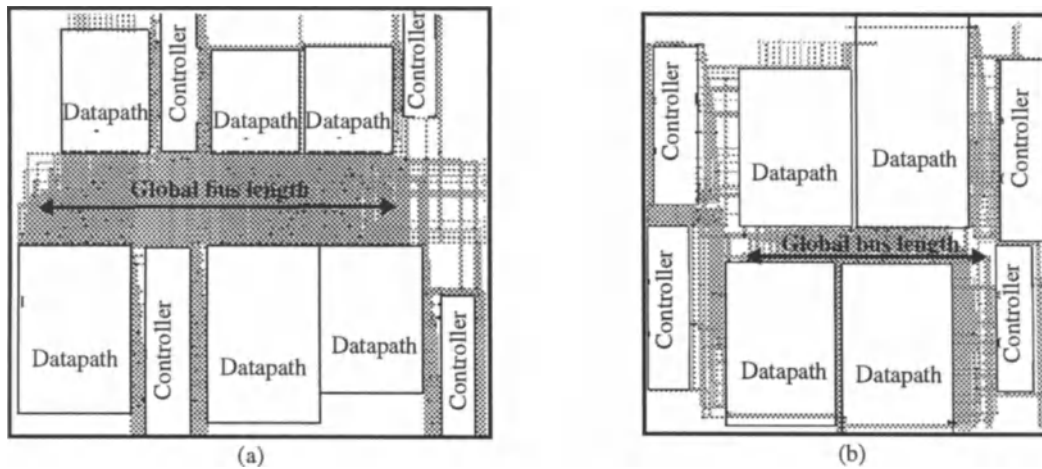 Datapath
Controller
Datapath
Datapath
Controller
Global bus length
Datapath
Controller
Datapath
Datapath
Controller
(a)
Controller
Datapath
Datapath
Controller
Global bus length
Controller
Datapath
Datapath
Controller
(b)